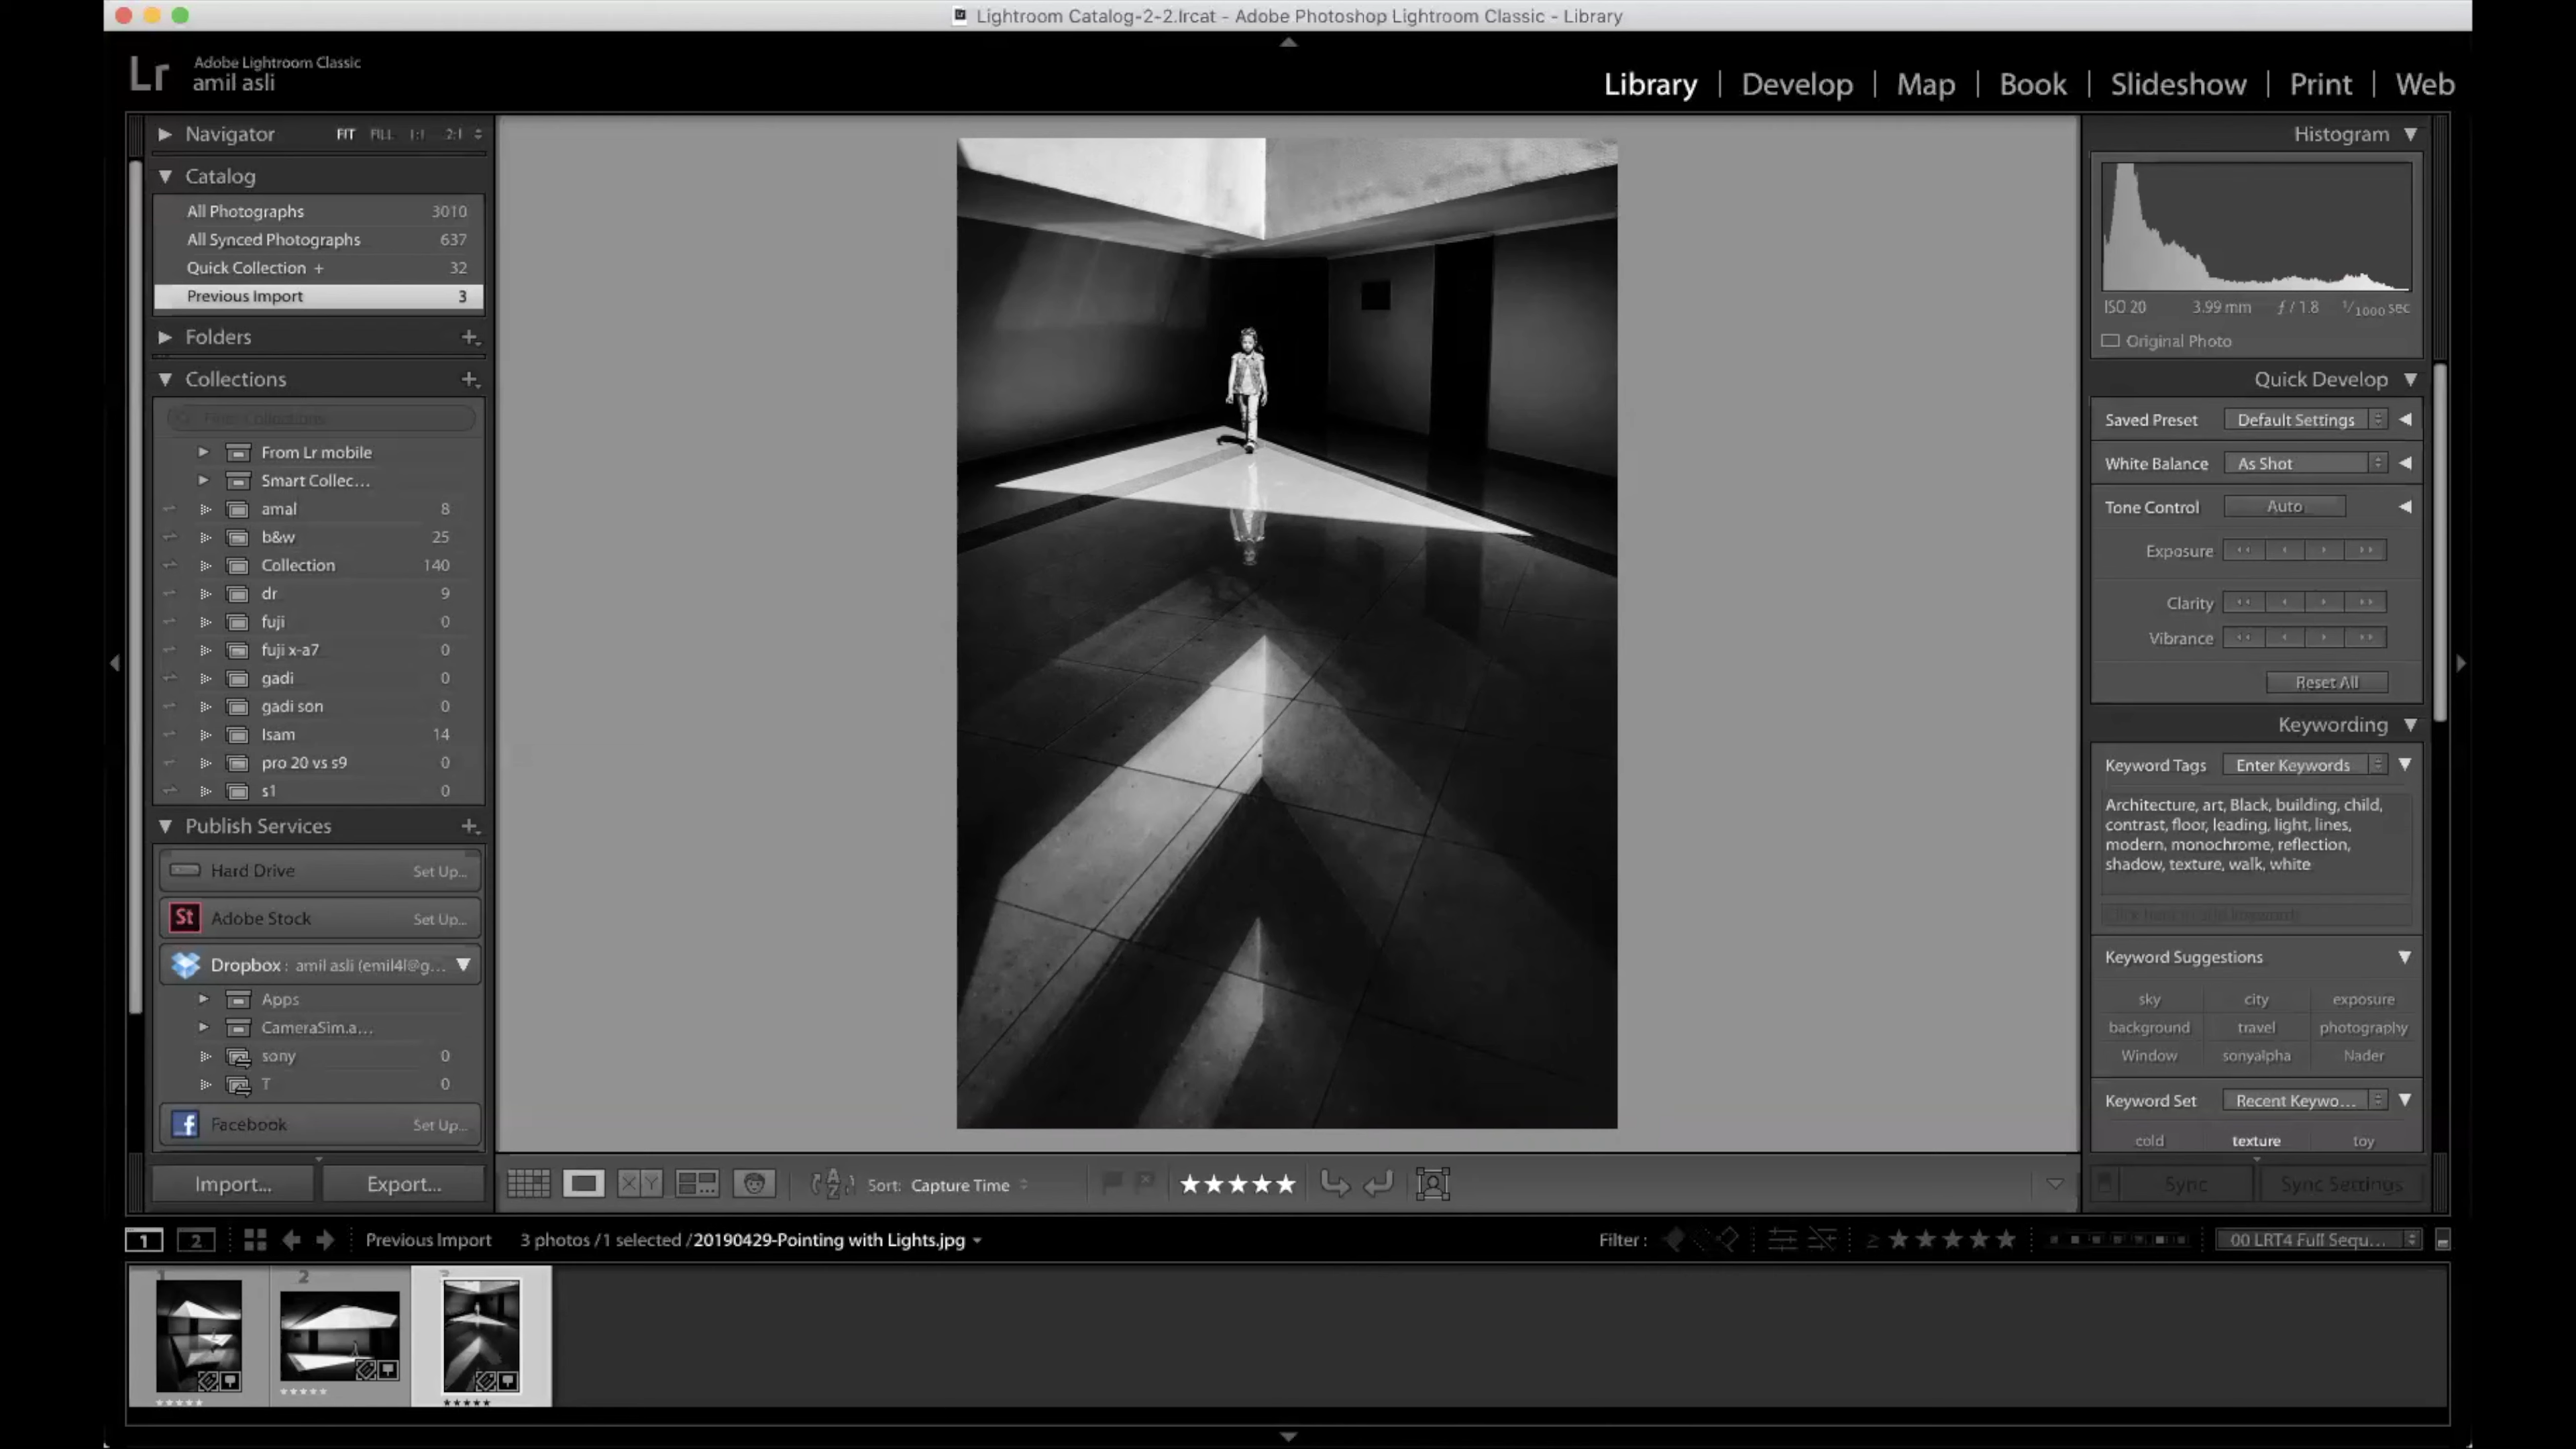 Lightroom Catalog-2-2.lrcat - Adobe Photoshop Lightroom Classic - Library
Lr
Adobe Lightroom Classic
amil asli
Library | Develop | Map | Book | Slideshow | Print | Web
Navigator FIT FILL 1:1 2:1
Catalog
All Photographs 3010
All Synced Photographs 637
Quick Collection + 32
Previous Import 3
Folders
Collections
Filter Collections
From Lr mobile
Smart Collec...
amal 8
b&w 25
Collection 140
dr 9
fuji 0
fuji x-a7 0
gadi 0
gadi son 0
Isam 14
pro 20 vs s9 0
s1 0
Publish Services
Hard Drive Set Up...
St Adobe Stock Set Up...
Dropbox : amil asli (emil4l@g...
Apps
CameraSim.a...
sony 0
T 0
f Facebook Set Up...
Import... Export...
Histogram
ISO 20 3.99 mm ƒ / 1.8 1/1000 sec
Original Photo
Quick Develop
Saved Preset Default Settings
White Balance As Shot
Tone Control Auto
Exposure
Clarity
Vibrance
Reset All
Keywording
Keyword Tags Enter Keywords
Architecture, art, Black, building, child,
contrast, floor, leading, light, lines,
modern, monochrome, reflection,
shadow, texture, walk, white
Keyword Suggestions
sky city exposure
background travel photography
Window sonyalpha Nader
Keyword Set Recent Keywo...
cold texture toy
Sync Sync Settings
X Y A Z Sort: Capture Time ★★★★★
1 2 Previous Import 3 photos /1 selected /20190429-Pointing with Lights.jpg
Filter : ≥ ★★★★★ 00 LRT4 Full Sequ...
1 2